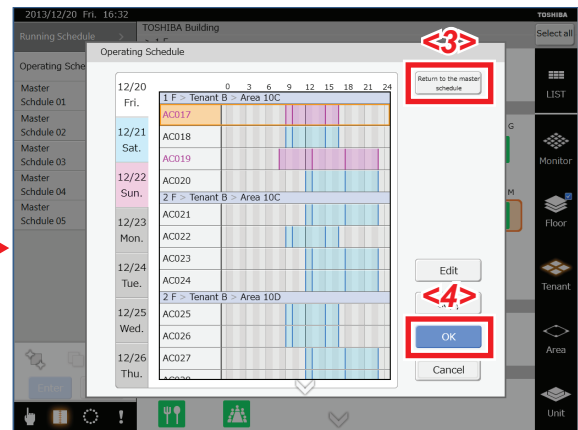 2013/12/20 Fri. 16:32
TOSHIBA
Running Schedule >
TOSHIBA Building
> 1 F
Select all
<3>
Operating Schedule
Operating Sche
Return to the master
schedule
LIST
Master
Schdule 01
Master
Schdule 02
Master
Schdule 03
Master
Schdule 04
Master
Schdule 05
12/20
Fri.
12/21
Sat.
12/22
Sun.
12/23
Mon.
12/24
Tue.
12/25
Wed.
12/26
Thu.
0 3 6 9 12 15 18 21 24
1 F > Tenant B > Area 10C
AC017
AC018
AC019
AC020
2 F > Tenant B > Area 10C
AC021
AC022
AC023
AC024
2 F > Tenant B > Area 10D
AC025
AC026
AC027
G
M
Monitor
Floor
Tenant
Area
Unit
Edit
<4>
OK
Cancel
Enter